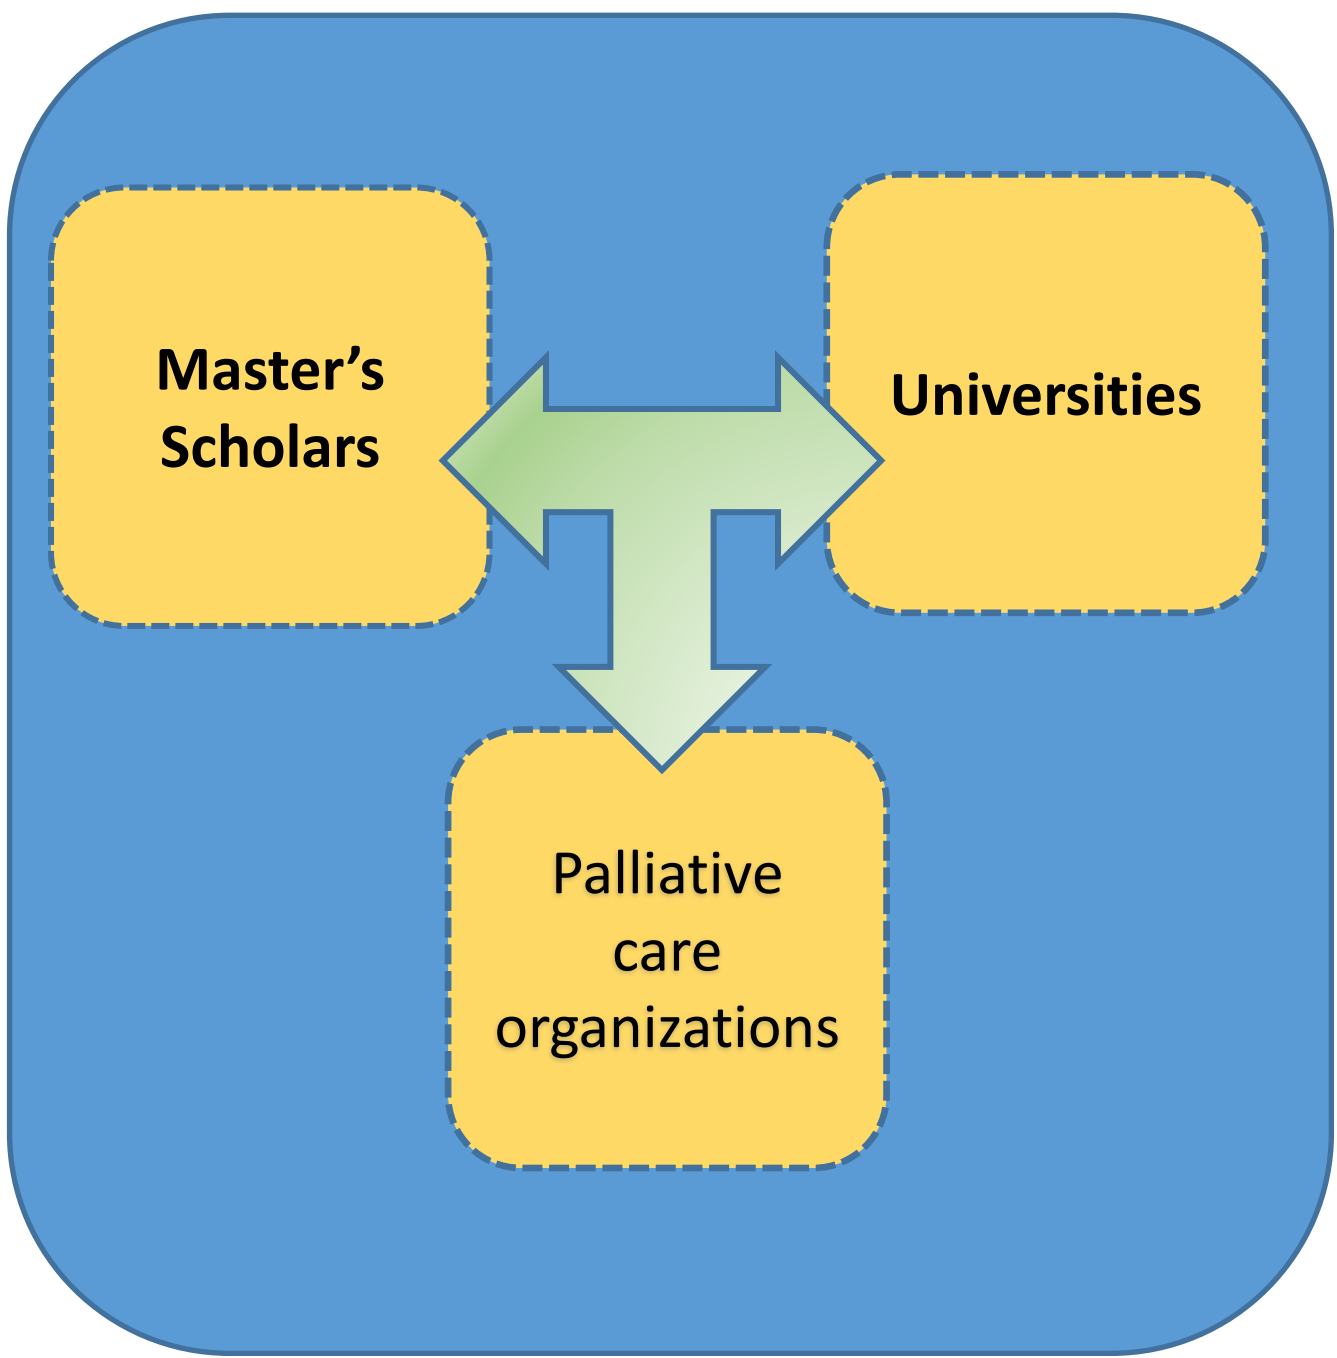 Master’s
Scholars
Universities
Palliative
care
organizations